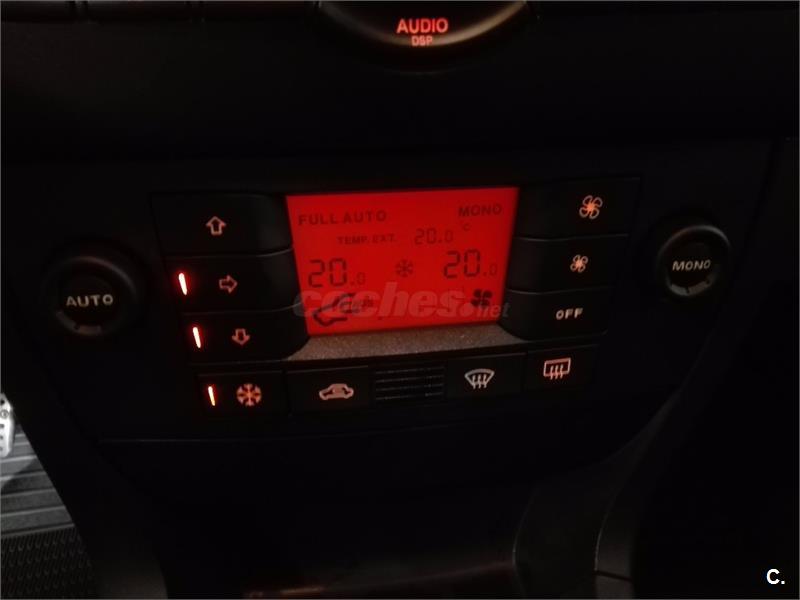 AUDIO
DSP
FULL AUTO MONO
TEMP. EXT. 20.0 °C
20.0 20.0
coches.net
AUTO
MONO
OFF
C.